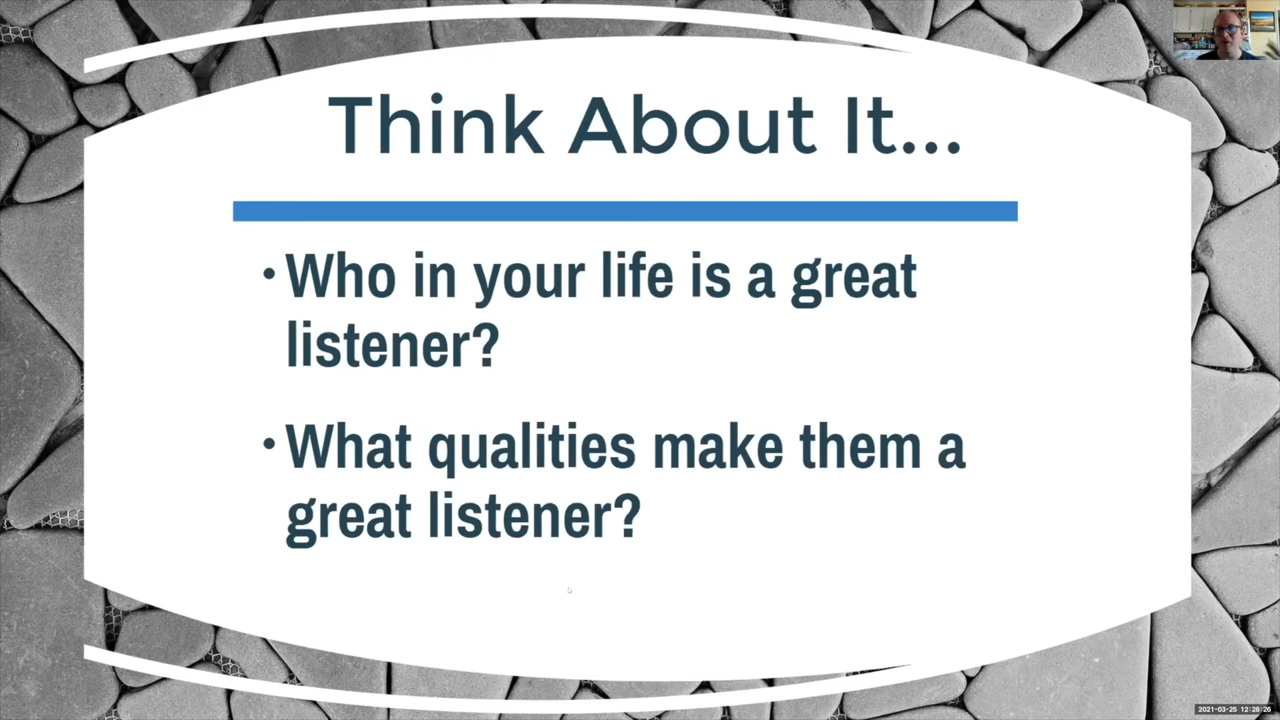 Think About It...
• Who in your life is a great
listener?
• What qualities make them a
great listener?
2021-03-25 12:28:26